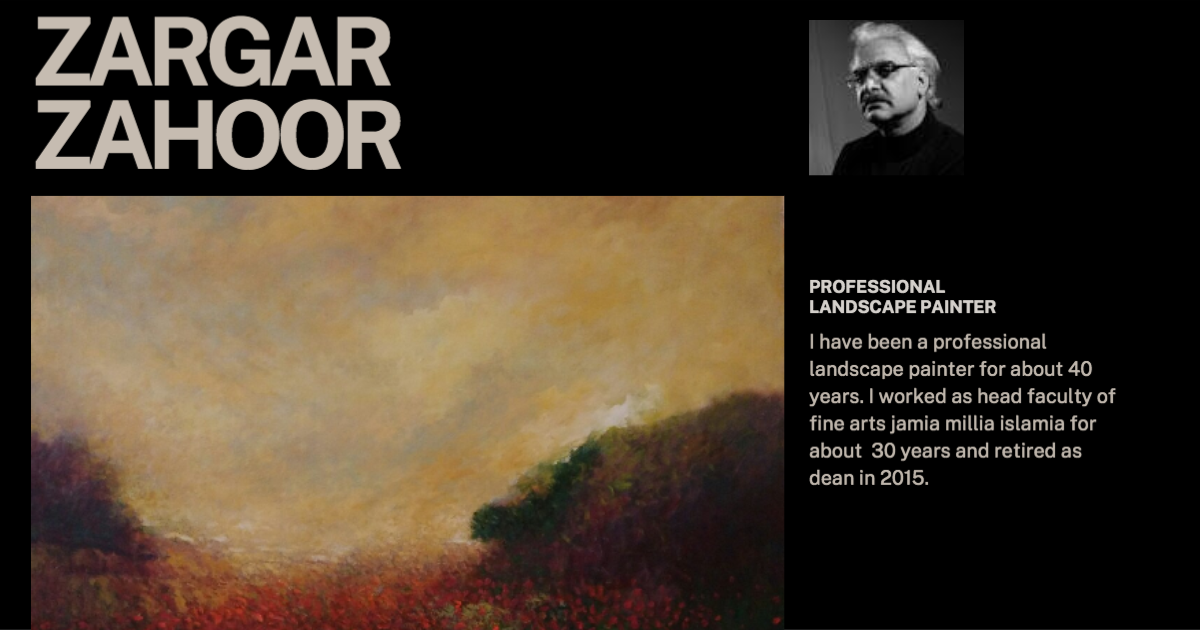 ZARGAR
ZAHOOR
PROFESSIONAL
LANDSCAPE PAINTER
I have been a professional
landscape painter for about 40
years. I worked as head faculty of
fine arts jamia millia islamia for
about  30 years and retired as
dean in 2015.